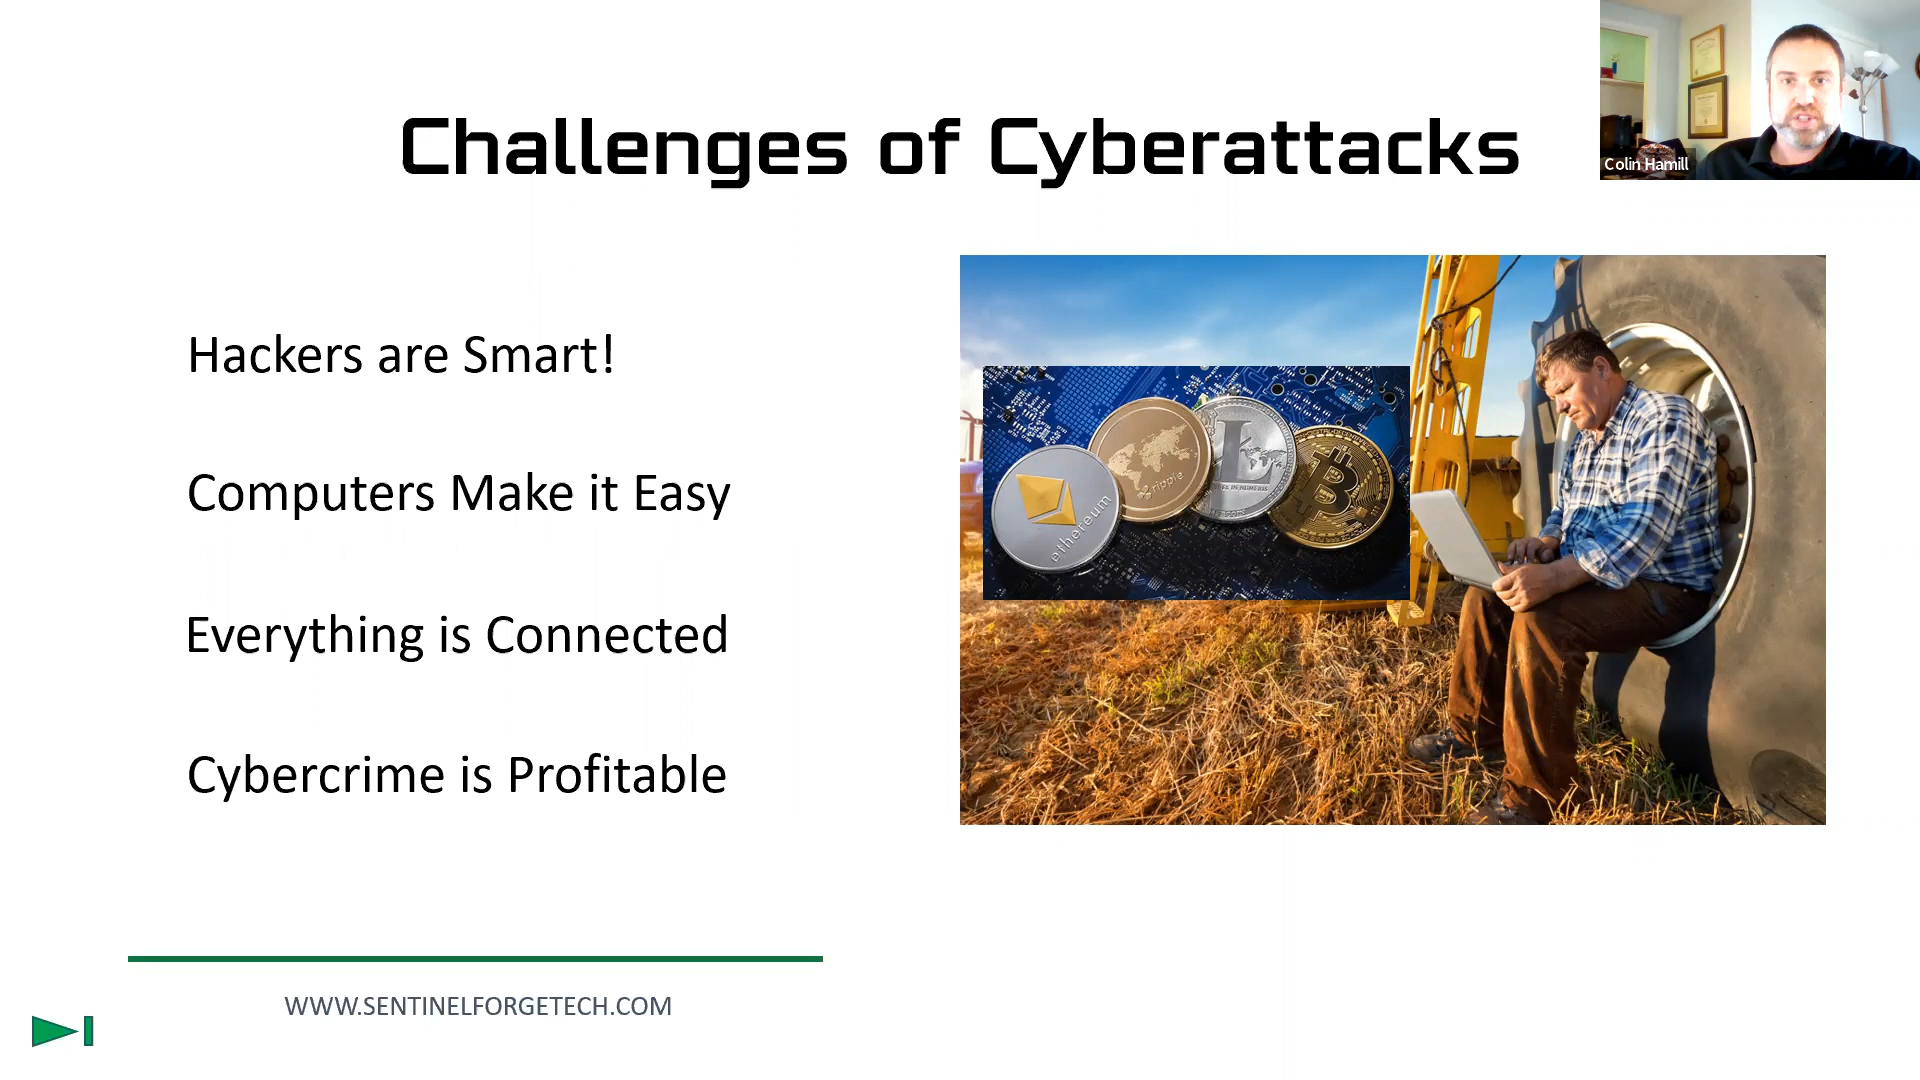 Challenges of Cyberattacks
Colin Hamill
Hackers are Smart!
Computers Make it Easy
Everything is Connected
Cybercrime is Profitable
ethereum
ripple
WWW.SENTINELFORGETECH.COM